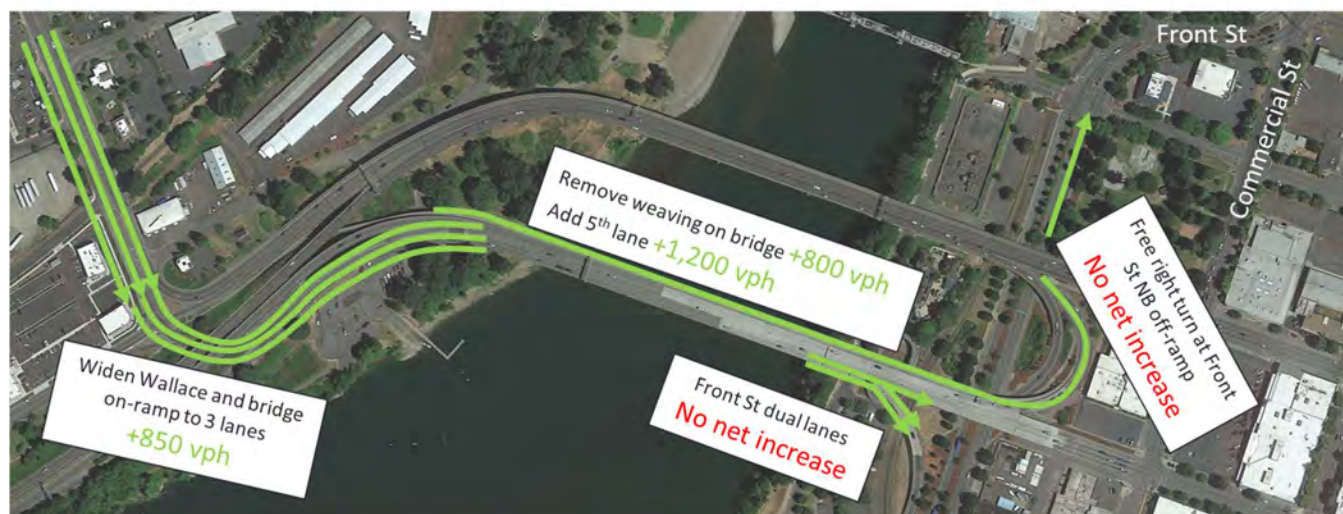 Front St
Commercial St
Remove weaving on bridge +800 vph
Add 5th lane +1,200 vph
Free right turn at Front
St NB off-ramp
No net increase
Widen Wallace and bridge
on-ramp to 3 lanes
+850 vph
Front St dual lanes
No net increase